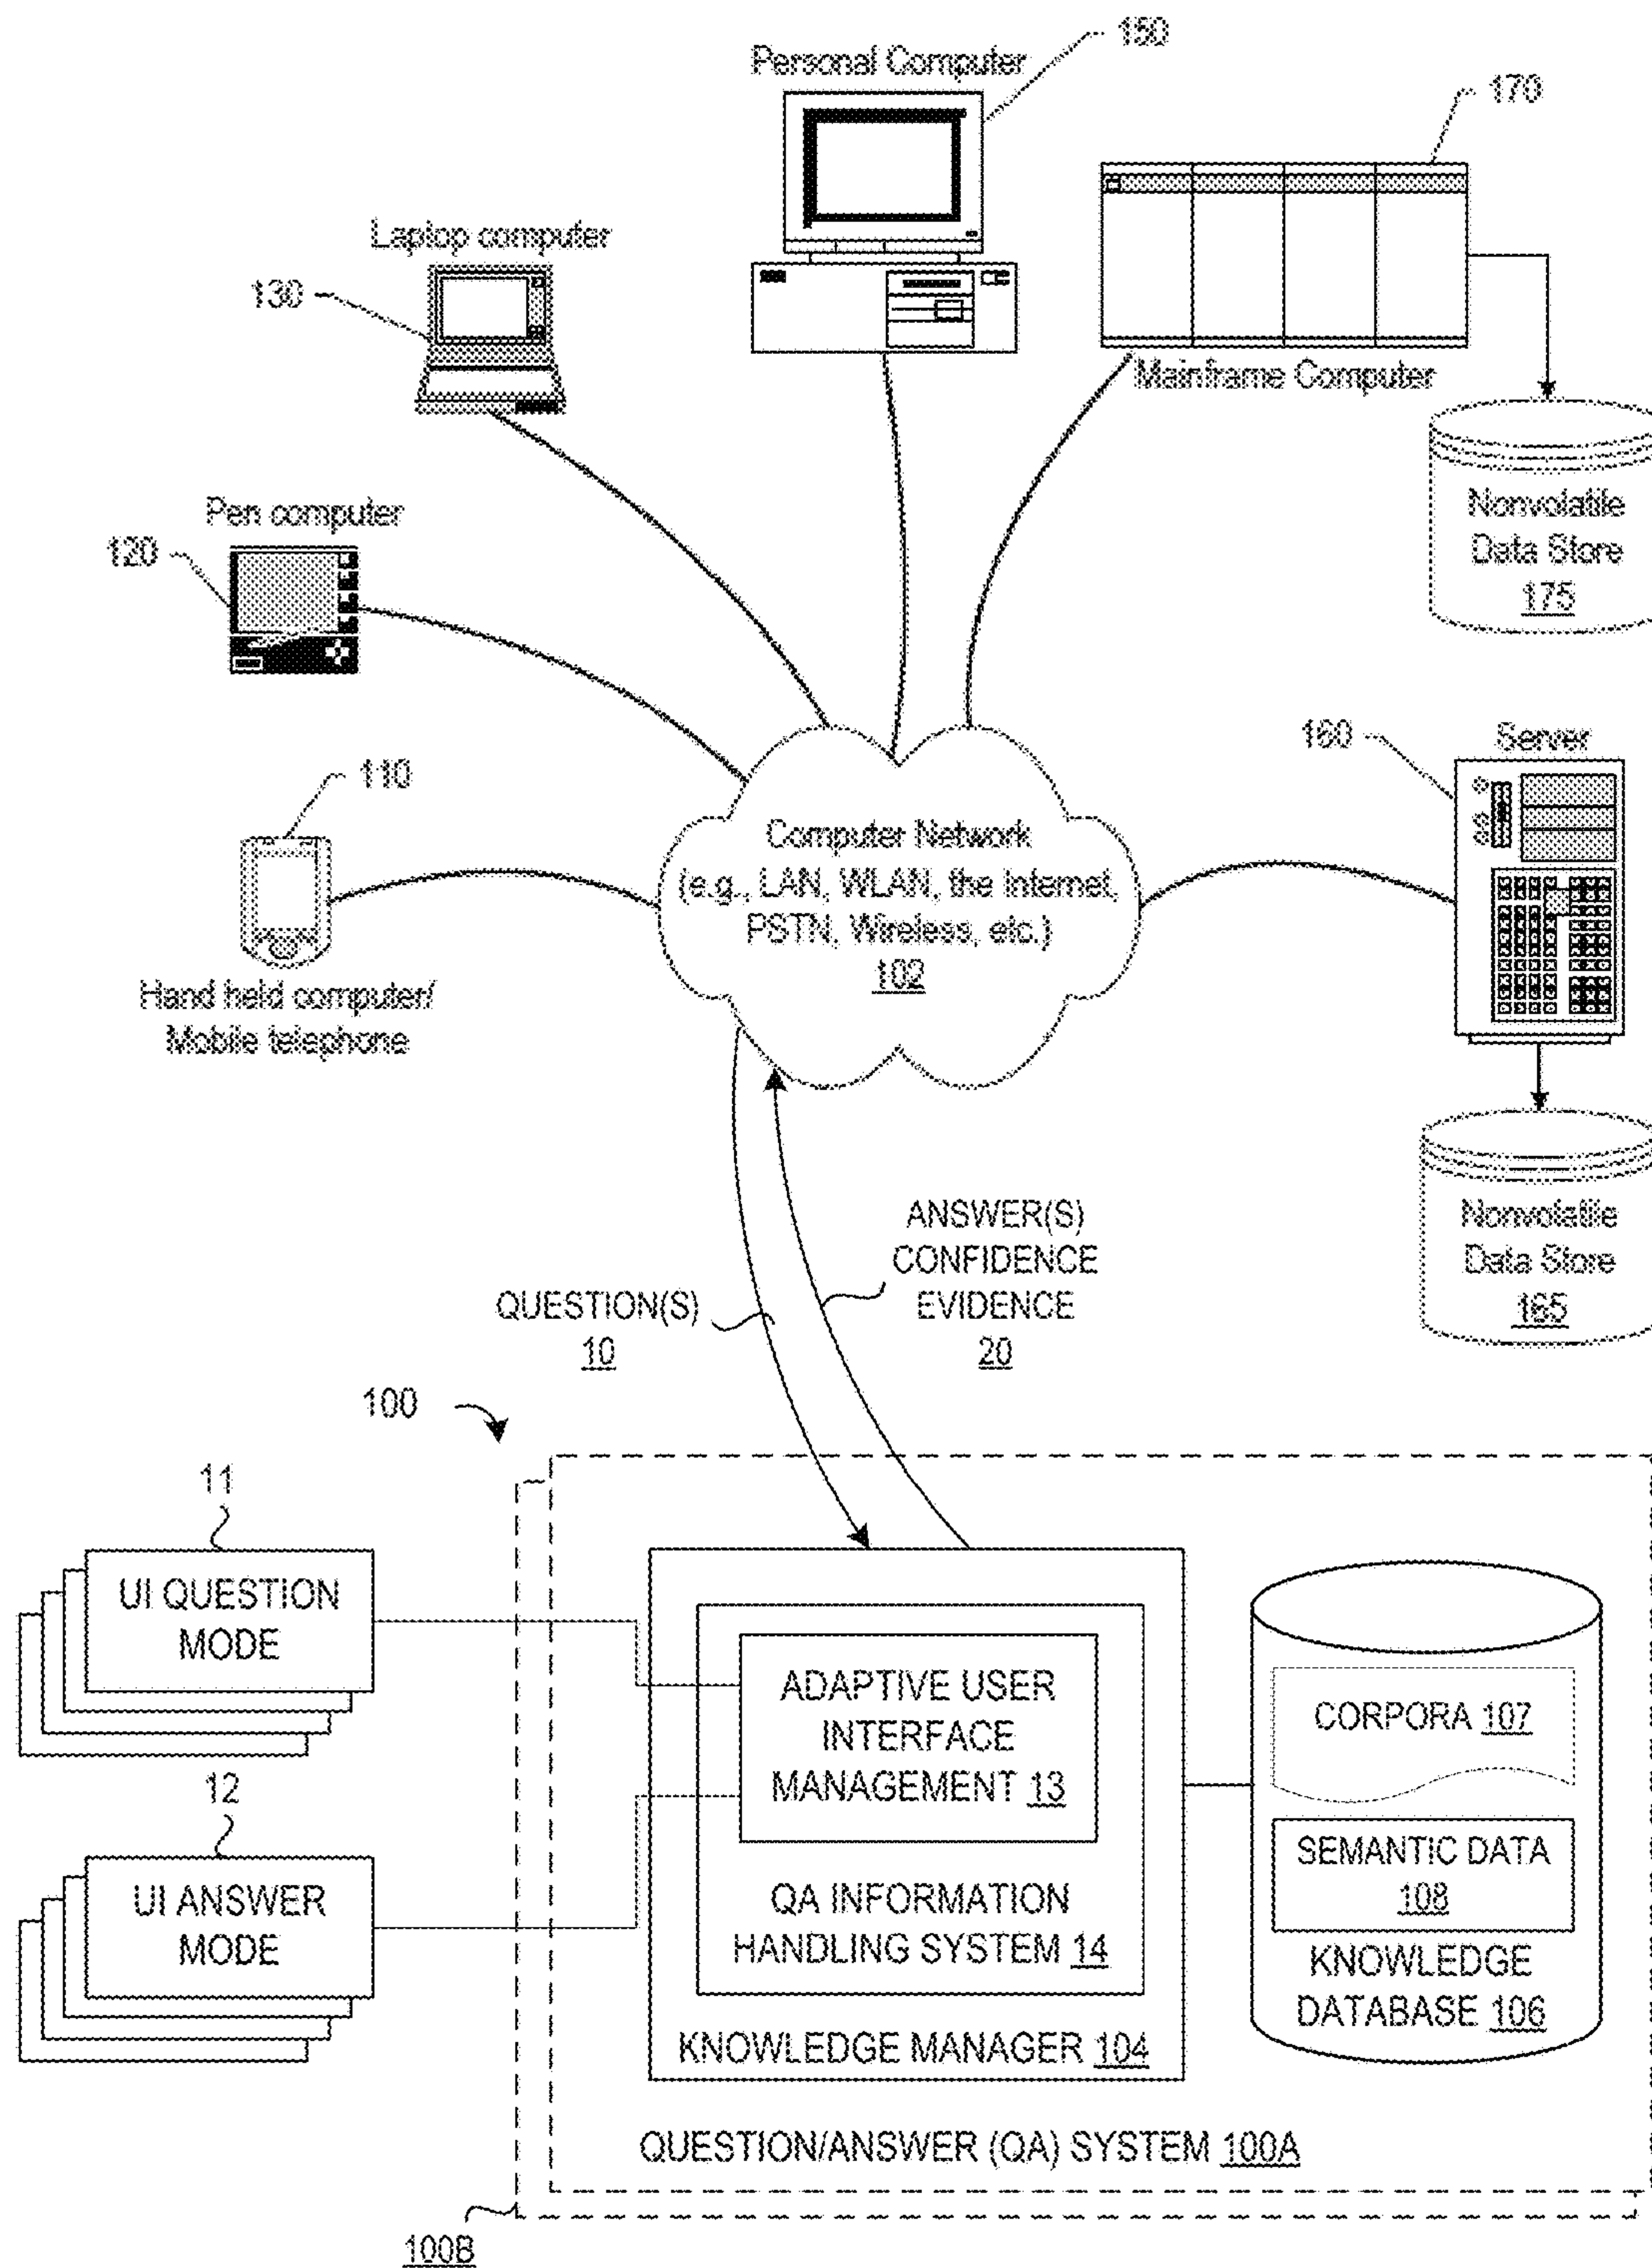 150
Personal Computer
170
Laptop computer
130
Mainframe Computer
Nonvolatile
Data Store
175
Pen computer
120
160
Server
110
Computer Network
(e.g., LAN, WLAN, the Internet,
PSTN, Wireless, etc.)
102
Hand held computer/
Mobile telephone
Nonvolatile
Data Store
165
ANSWER(S)
CONFIDENCE
EVIDENCE
20
QUESTION(S)
10
100
11
UI QUESTION
MODE
12
UI ANSWER
MODE
ADAPTIVE USER
INTERFACE
MANAGEMENT 13
QA INFORMATION
HANDLING SYSTEM 14
KNOWLEDGE MANAGER 104
CORPORA 107
SEMANTIC DATA
108
KNOWLEDGE
DATABASE 106
QUESTION/ANSWER (QA) SYSTEM 100A
100B